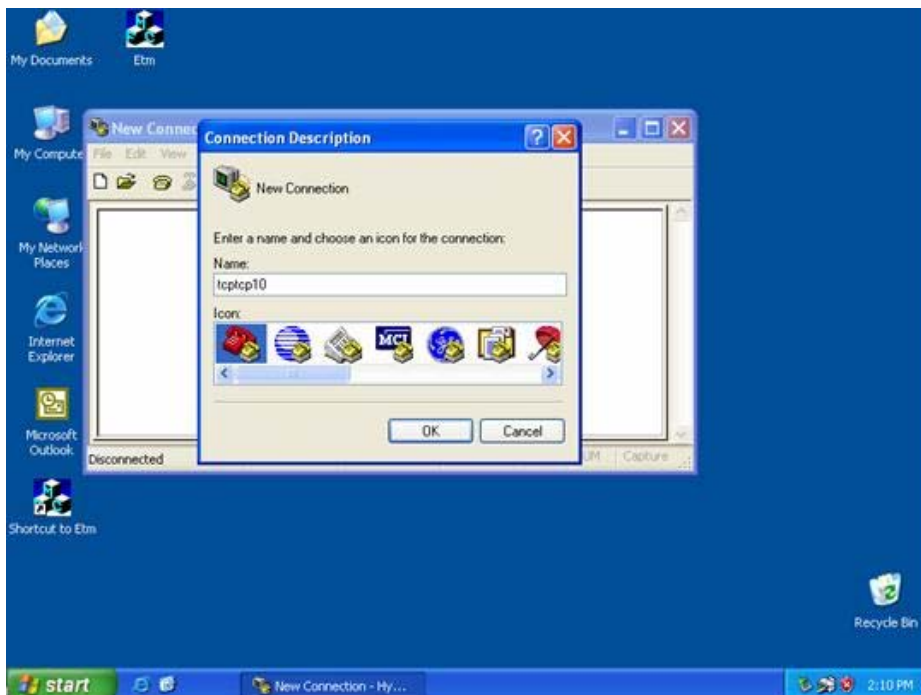 My Documents
Etm
My Compute
New Connec
File Edit View
Connection Description
New Connection
Enter a name and choose an icon for the connection:
Name:
tcptcp10
Icon:
MCI
OK
Cancel
My Network
Places
Internet
Explorer
Microsoft
Outlook
Disconnected
UM
Capture
Shortcut to Etm
Recycle Bin
start
New Connection - Hy...
2:10 PM